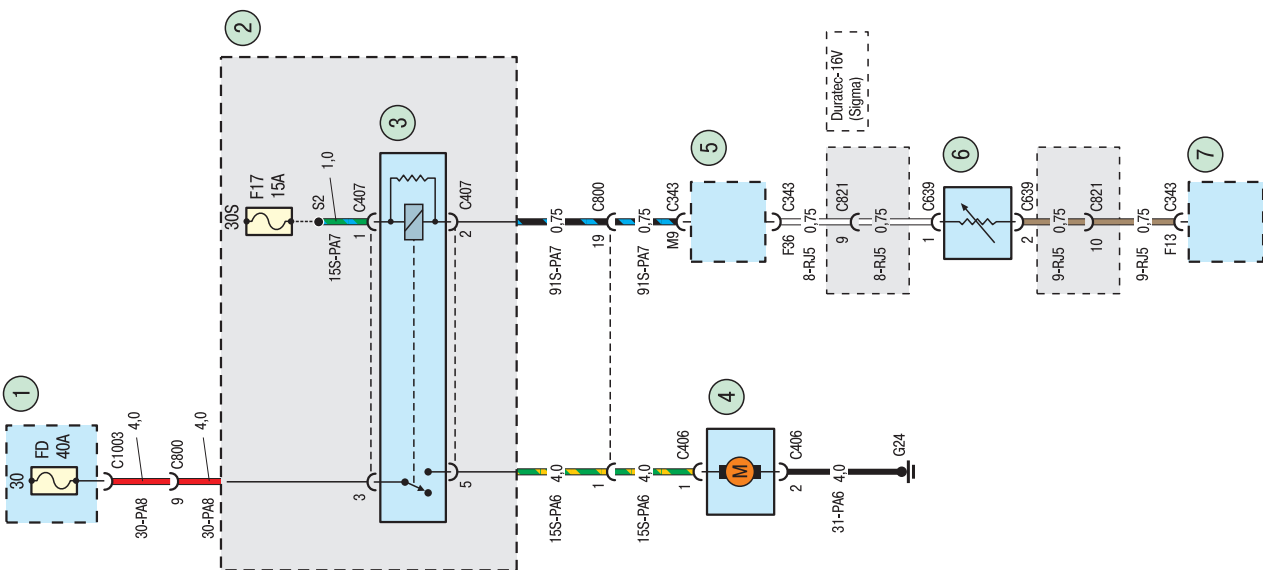 1
30
FD
40A
C1003
4,0
30-PA8
C800
9
4,0
30-PA8
2
30S
F17
15A
S2
1,0
15S-PA7
C407
1
3
3
5
C407
2
91S-PA7
0,75
C800
19
91S-PA7
0,75
C343
M9
5
15S-PA6
4,0
1
15S-PA6
4,0
C406
1
4
M
C406
2
31-PA6
4,0
G24
C343
F36
8-RJ5
0,75
Duratec-16V
(Sigma)
C821
9
8-RJ5
0,75
C639
1
6
C639
2
9-RJ5
0,75
C821
10
9-RJ5
0,75
C343
F13
7